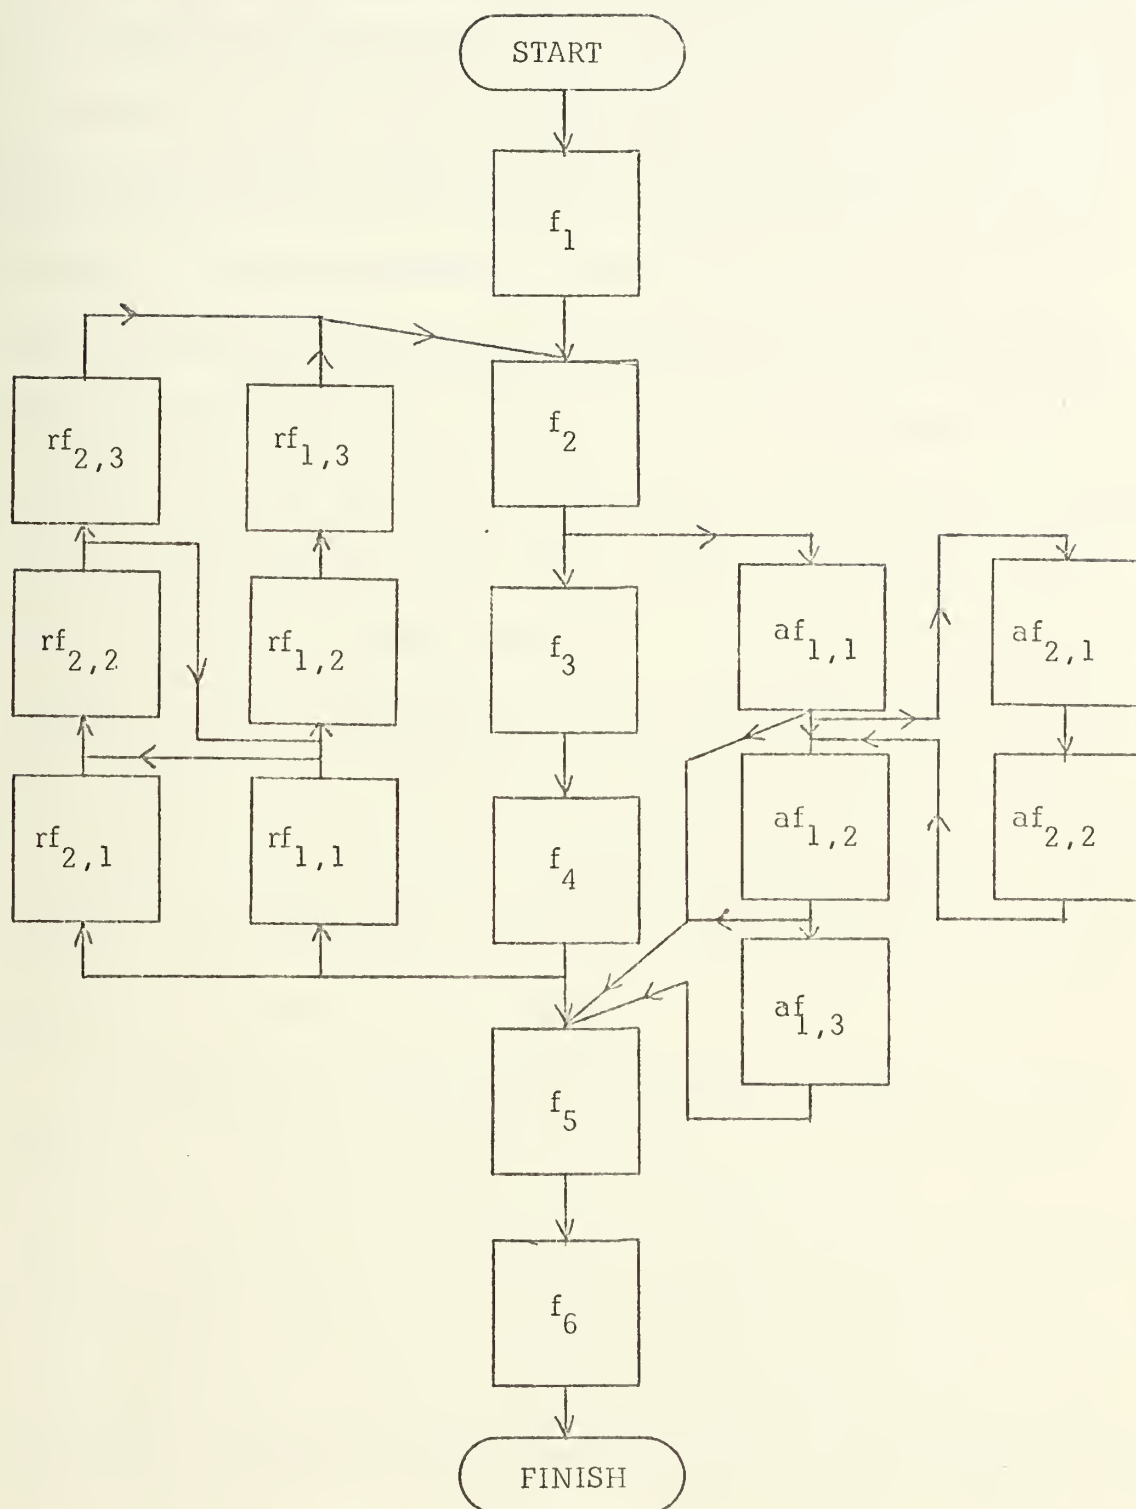 START
f1
f2
rf2,3
rf1,3
f3
af1,1
af2,1
rf2,2
rf1,2
f4
af1,2
af2,2
rf2,1
rf1,1
af1,3
f5
f6
FINISH